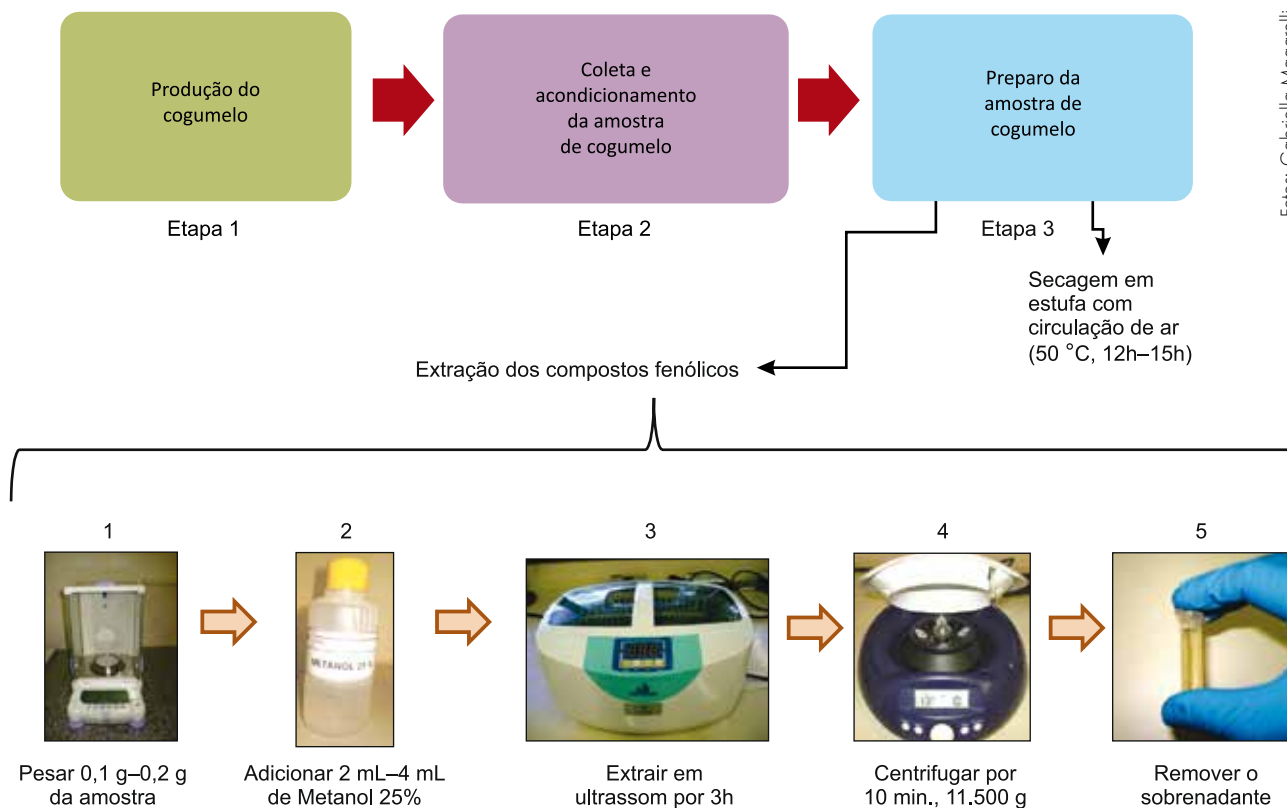 Produção do
cogumelo
Coleta e
acondicionamento
da amostra
de cogumelo
Preparo da
amostra de
cogumelo
Etapa 1
Etapa 2
Etapa 3
Secagem em
estufa com
circulação de ar
(50 °C, 12h–15h)
Extração dos compostos fenólicos
1
2
3
4
5
METANOL 25
Pesar 0,1 g–0,2 g
da amostra
Adicionar 2 mL–4 mL
de Metanol 25%
Extrair em
ultrassom por 3h
Centrifugar por
10 min., 11.500 g
Remover o
sobrenadante